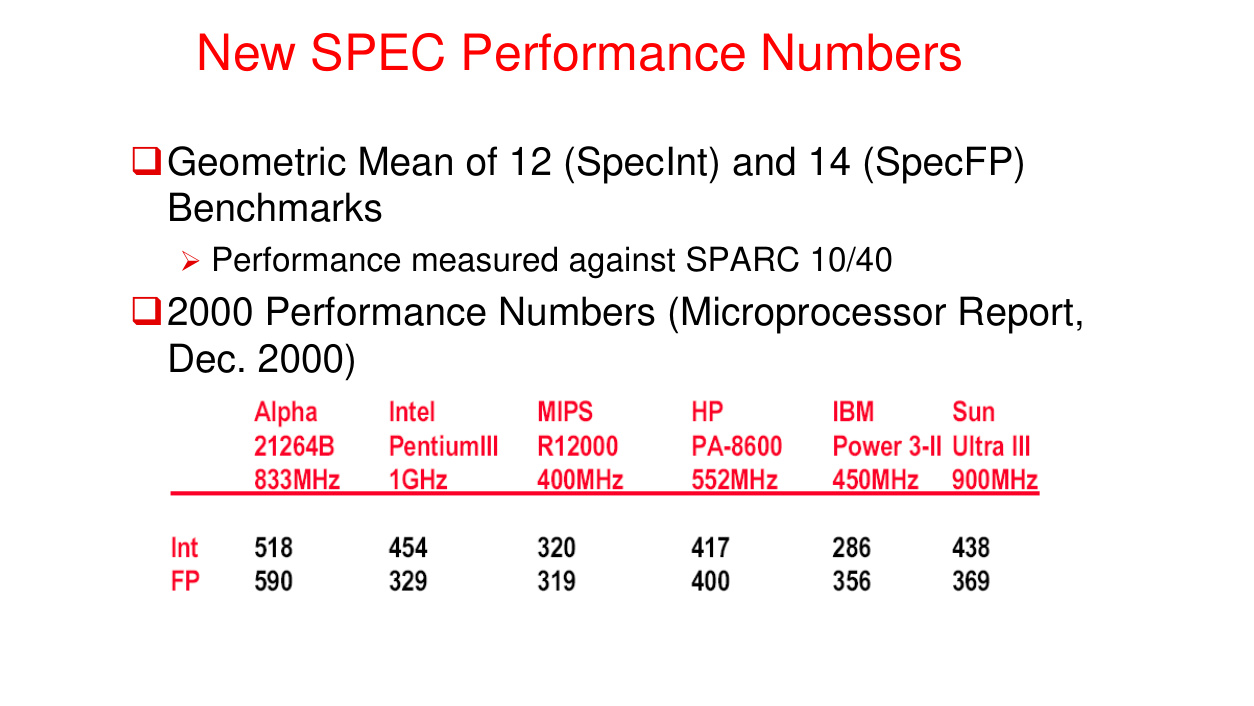 New SPEC Performance Numbers
Geometric Mean of 12 (SpecInt) and 14 (SpecFP)
Benchmarks
Performance measured against SPARC 10/40
2000 Performance Numbers (Microprocessor Report,
Dec. 2000)
Alpha Intel MIPS HP IBM Sun
21264B PentiumIII R12000 PA-8600 Power 3-II Ultra III
833MHz 1GHz 400MHz 552MHz 450MHz 900MHz
Int 518 454 320 417 286 438
FP 590 329 319 400 356 369